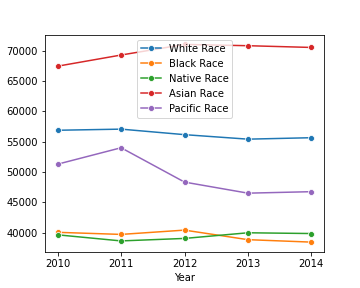 70000
65000
60000
55000
50000
45000
40000
White Race
Black Race
Native Race
Asian Race
Pacific Race
2010 2011 2012 2013 2014
Year